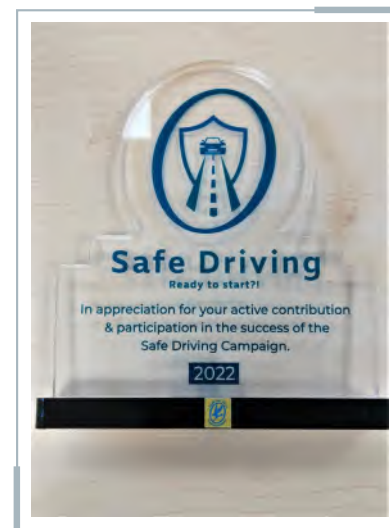 Safe Driving
Ready to start?!
In appreciation for your active contribution
& participation in the success of the
Safe Driving Campaign.
2022